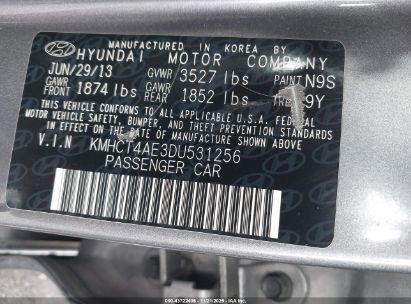 MANUFACTURED IN KOREA BY
HYUNDAI MOTOR COMPANY
JUN/29/13 GVWR 3527 lbs PAINT N9S
GAWR FRONT 1874 lbs GAWR REAR 1852 lbs 9Y
THIS VEHICLE CONFORMS TO ALL APPLICABLE U.S. FEDERAL
MOTOR VEHICLE SAFETY, BUMPER, AND THEFT PREVENTION STANDARDS
IN EFFECT ON THE DATE OF MANUFACTURE SHOWN ABOVE.
V.I.N KMHCT4AE3DU531256
PASSENGER CAR